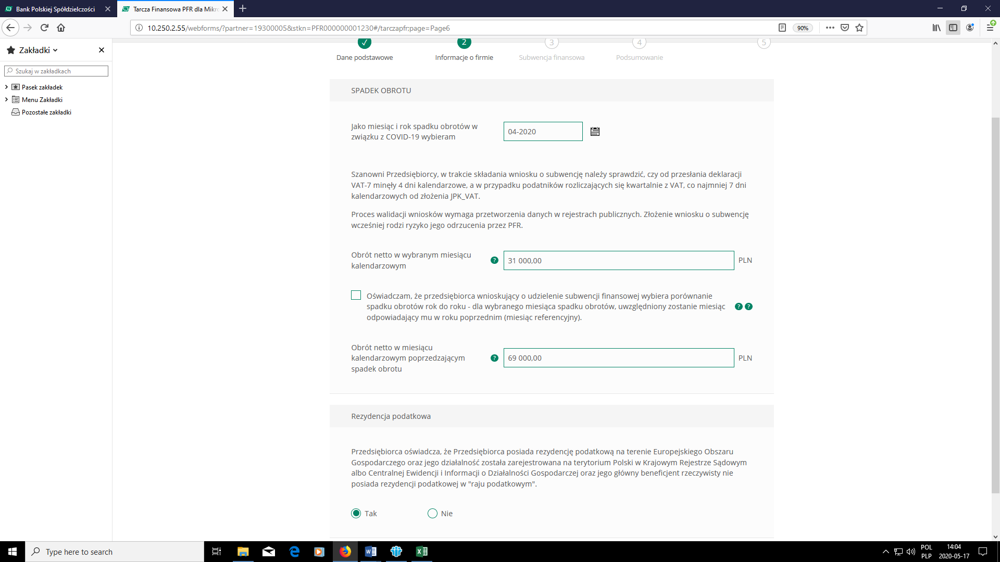 Bank Polskiej Spółdzielczości
Tarcza Finansowa PFR dla Mikro
10.250.2.55/webforms/?partner=19300005&stkn=PFR000000001230#/tarczapfr;page=Page6
90%
Zakładki
Szukaj w zakładkach
Pasek zakładek
Menu Zakładki
Pozostałe zakładki
2 3 4 5
Dane podstawowe Informacje o firmie Subwencja finansowa Podsumowanie
SPADEK OBROTU
Jako miesiąc i rok spadku obrotów w
związku z COVID-19 wybieram
04-2020
Szanowni Przedsiębiorcy, w trakcie składania wniosku o subwencję należy sprawdzić, czy od przesłania deklaracji
VAT-7 minęły 4 dni kalendarzowe, a w przypadku podatników rozliczających się kwartalnie z VAT, co najmniej 7 dni
kalendarzowych od złożenia JPK_VAT.
Proces walidacji wniosków wymaga przetworzenia danych w rejestrach publicznych. Złożenie wniosku o subwencję
wcześniej rodzi ryzyko jego odrzucenia przez PFR.
Obrót netto w wybranym miesiącu
kalendarzowym
? 31 000,00 PLN
Oświadczam, że przedsiębiorca wnioskujący o udzielenie subwencji finansowej wybiera porównanie
spadku obrotów rok do roku - dla wybranego miesiąca spadku obrotów, uwzględniony zostanie miesiąc ? ?
odpowiadający mu w roku poprzednim (miesiąc referencyjny).
Obrót netto w miesiącu
kalendarzowym poprzedzającym
spadek obrotu
? 69 000,00 PLN
Rezydencja podatkowa
Przedsiębiorca oświadcza, że Przedsiębiorca posiada rezydencję podatkową na terenie Europejskiego Obszaru
Gospodarczego oraz jego działalność została zarejestrowana na terytorium Polski w Krajowym Rejestrze Sądowym
albo Centralnej Ewidencji i Informacji o Działalności Gospodarczej oraz jego główny beneficjent rzeczywisty nie
posiada rezydencji podatkowej w "raju podatkowym".
Tak Nie
Type here to search
POL
PLP
14:04
2020-05-17